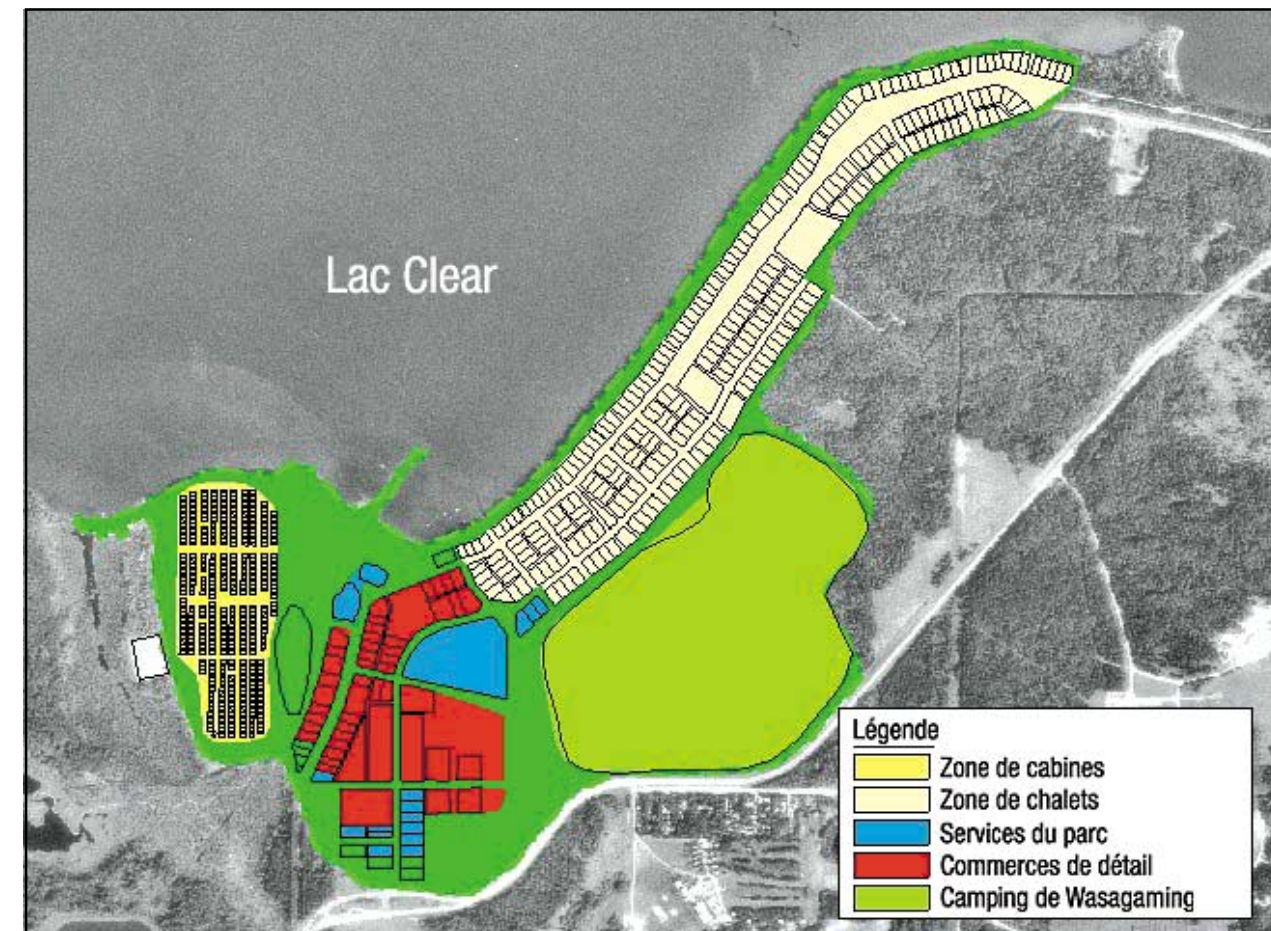 Lac Clear
Légende
Zone de cabines
Zone de chalets
Services du parc
Commerces de détail
Camping de Wasagaming